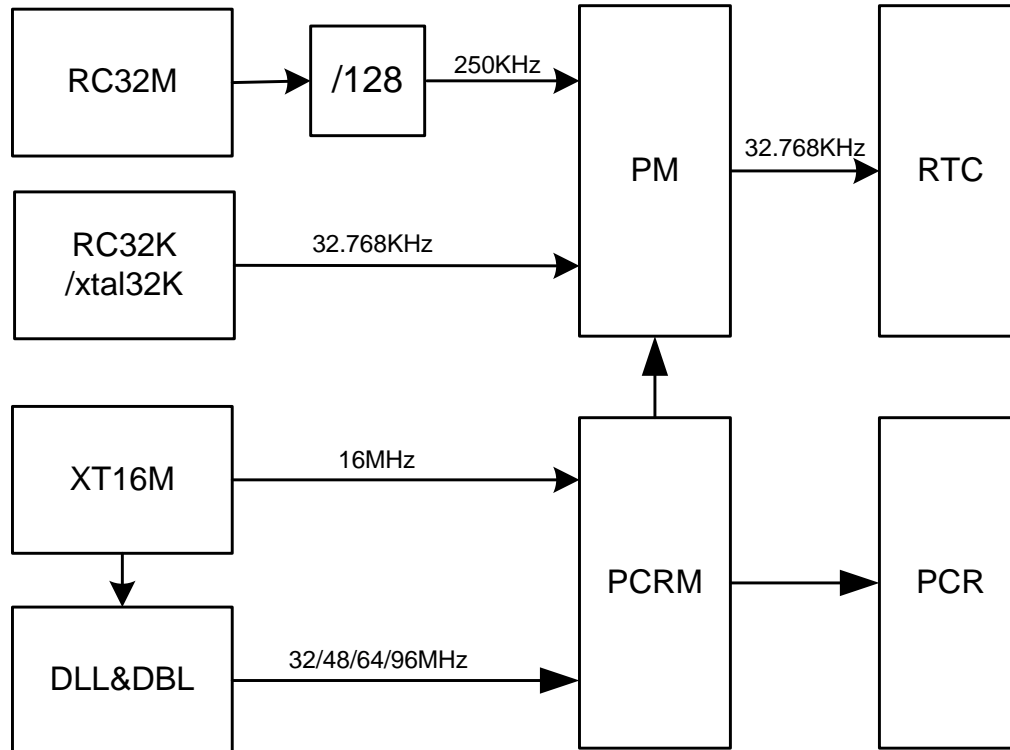 RC32M
/128
250KHz
PM
32.768KHz
RTC
RC32K
/xtal32K
32.768KHz
XT16M
16MHz
PCRM
PCR
DLL&DBL
32/48/64/96MHz